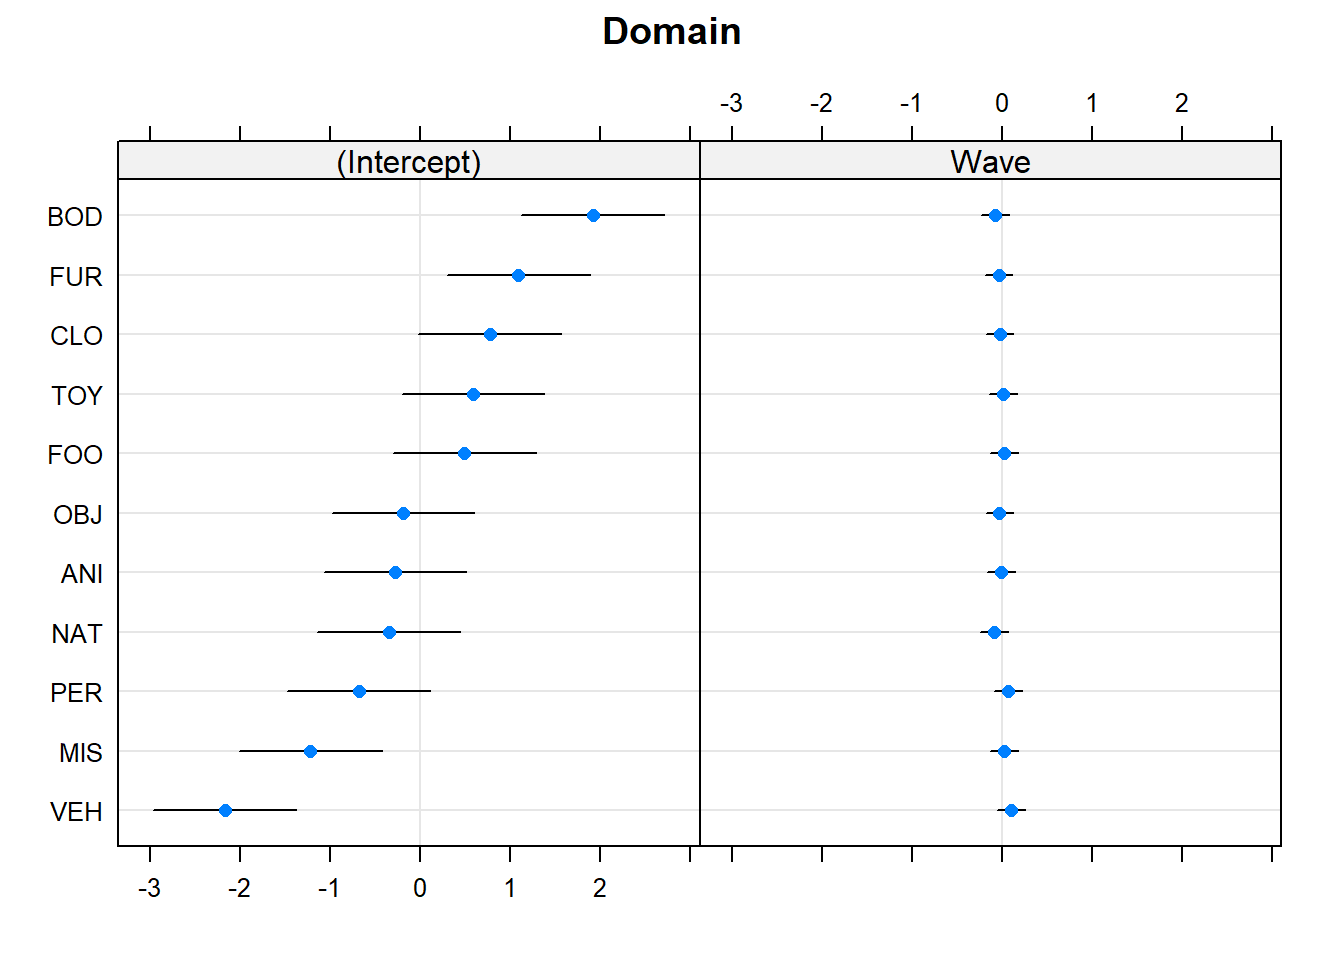 Domain
-3 -2 -1 0 1 2
(Intercept) Wave
BOD
FUR
CLO
TOY
FOO
OBJ
ANI
NAT
PER
MIS
VEH
-3 -2 -1 0 1 2